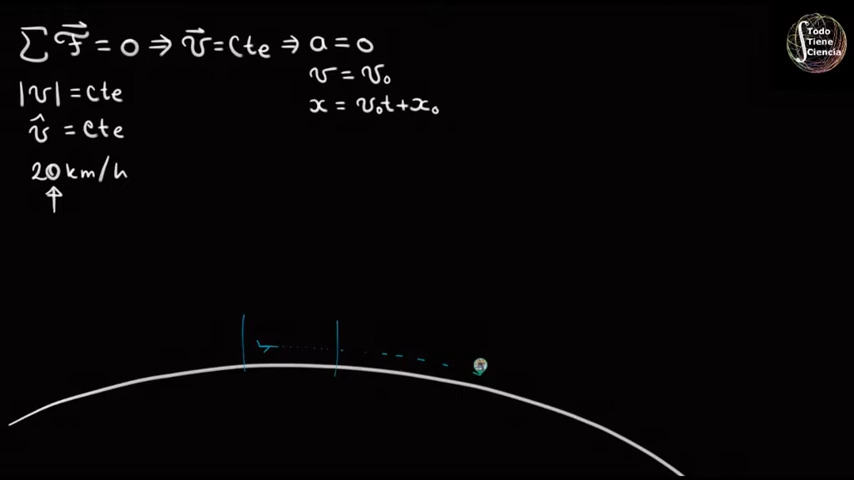 ∑ F⃗ = 0 ⇒ v⃗ = Cte ⇒ a = 0
v = v₀
x = v₀t + x₀
|v| = cte
v̂ = cte
20 km/h
Todo
Tiene
Ciencia